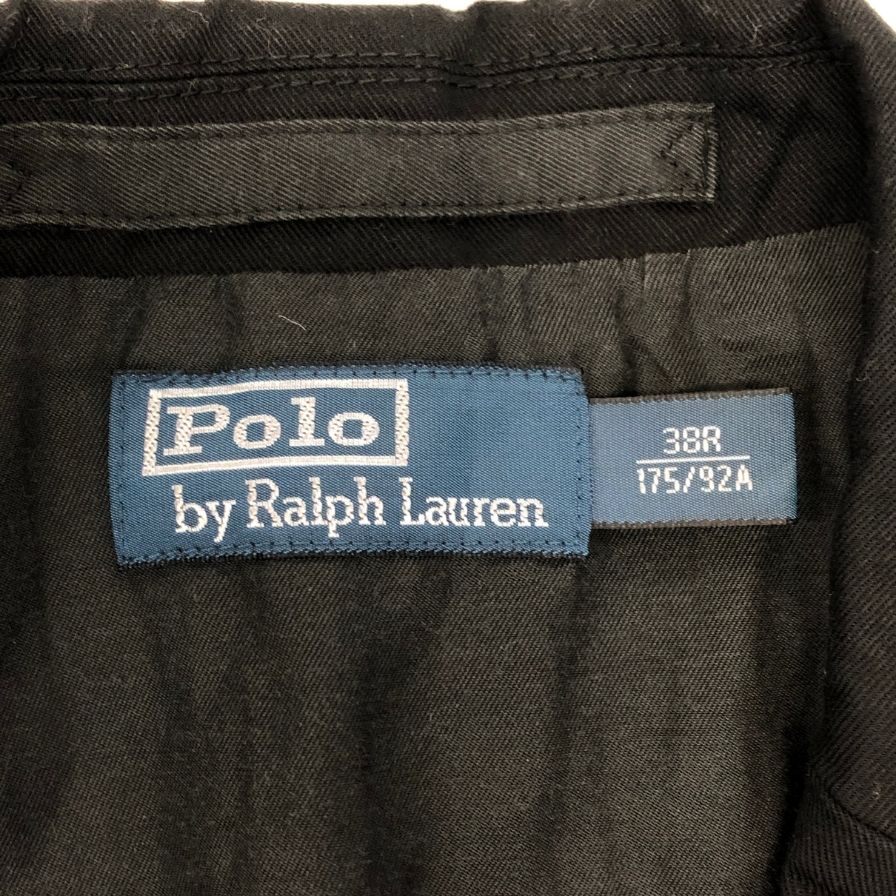 Polo
by Ralph Lauren
38R
175/92A